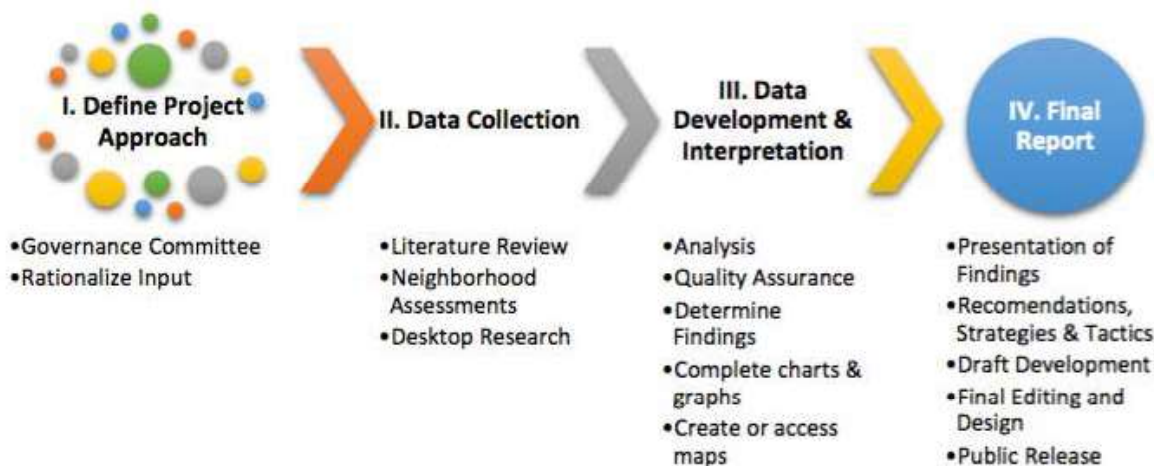 I. Define Project
Approach
•Governance Committee
•Rationalize Input
II. Data Collection
•Literature Review
•Neighborhood
Assessments
•Desktop Research
III. Data
Development &
Interpretation
•Analysis
•Quality Assurance
•Determine
Findings
•Complete charts &
graphs
•Create or access
maps
IV. Final
Report
•Presentation of
Findings
•Recomendations,
Strategies & Tactics
•Draft Development
•Final Editing and
Design
•Public Release